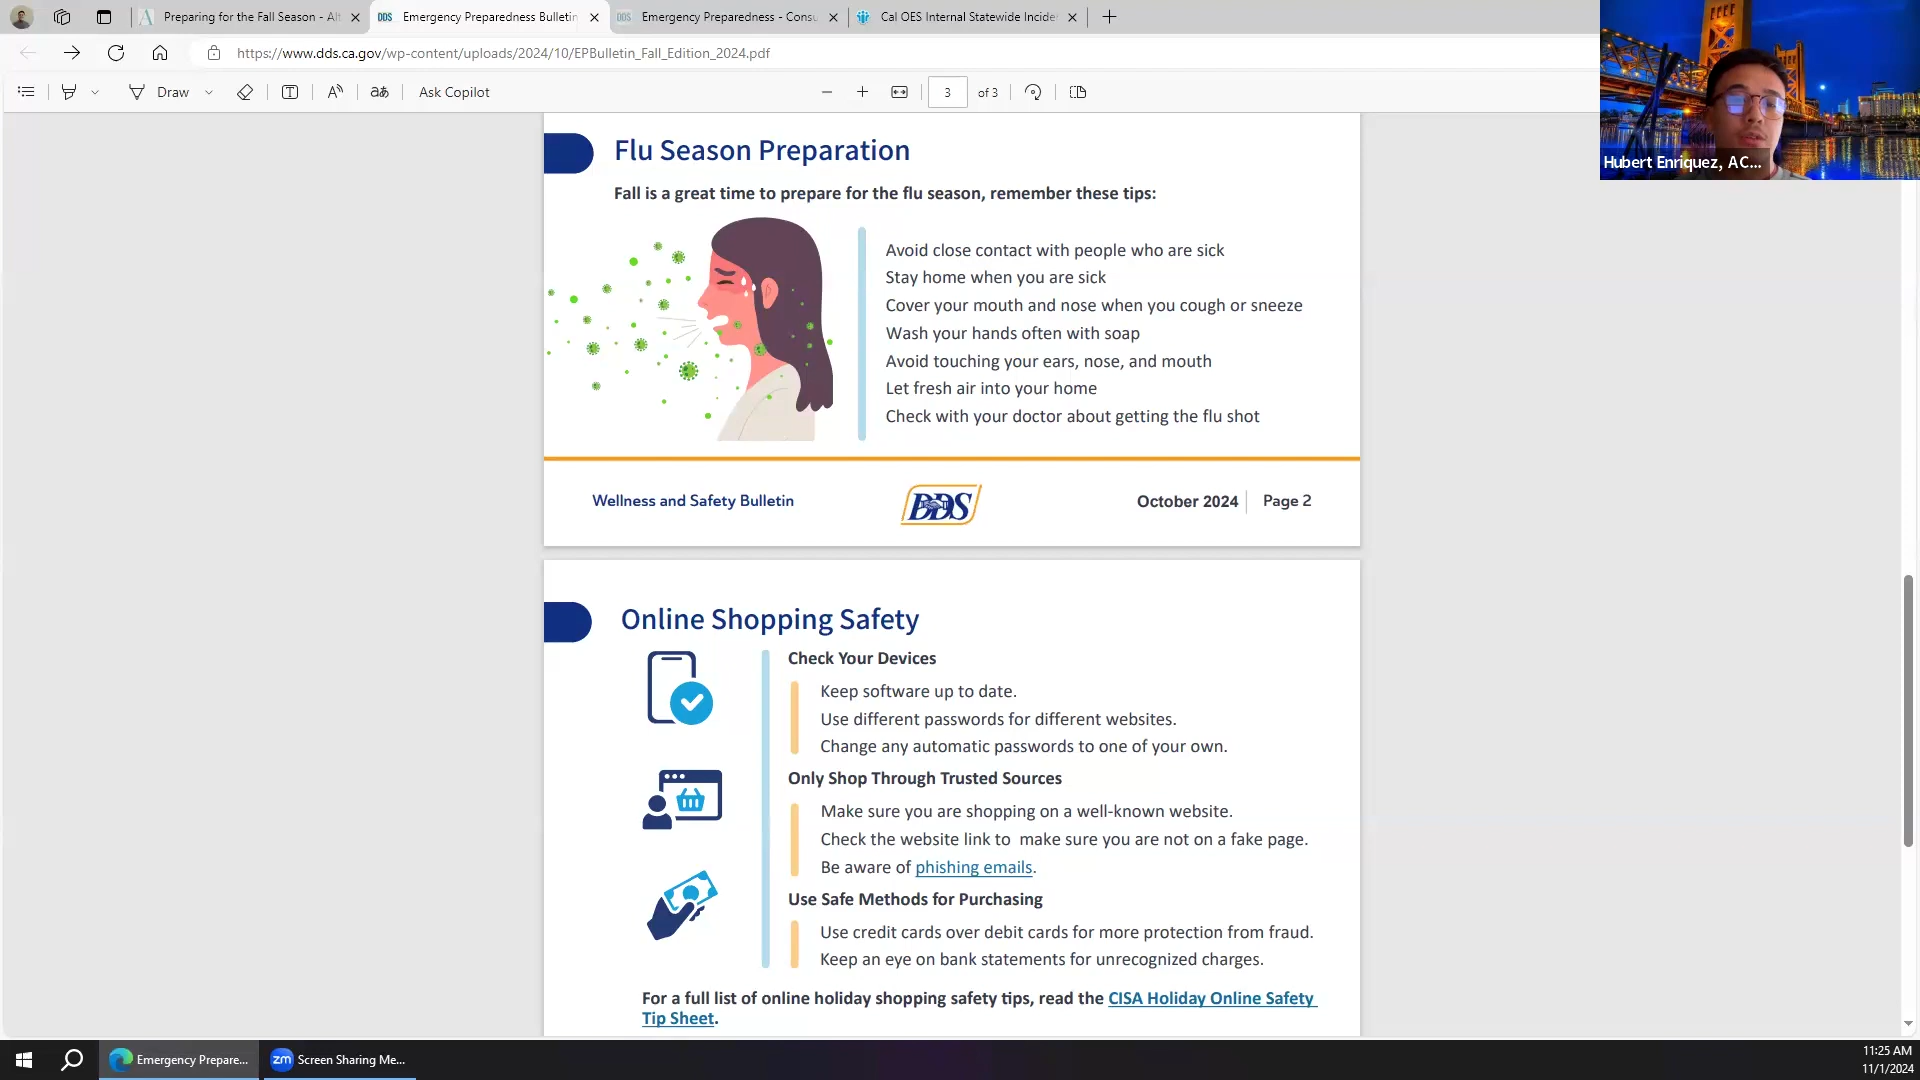 Preparing for the Fall Season - Alt
Emergency Preparedness Bulletin
Emergency Preparedness - Consu
Cal OES Internal Statewide Incide
https://www.dds.ca.gov/wp-content/uploads/2024/10/EPBulletin_Fall_Edition_2024.pdf
Draw
Ask Copilot
3 of 3
Hubert Enriquez, AC...
Flu Season Preparation
Fall is a great time to prepare for the flu season, remember these tips:
Avoid close contact with people who are sick
Stay home when you are sick
Cover your mouth and nose when you cough or sneeze
Wash your hands often with soap
Avoid touching your ears, nose, and mouth
Let fresh air into your home
Check with your doctor about getting the flu shot
Wellness and Safety Bulletin
DDS
October 2024 | Page 2
Online Shopping Safety
Check Your Devices
Keep software up to date.
Use different passwords for different websites.
Change any automatic passwords to one of your own.
Only Shop Through Trusted Sources
Make sure you are shopping on a well-known website.
Check the website link to  make sure you are not on a fake page.
Be aware of phishing emails.
Use Safe Methods for Purchasing
Use credit cards over debit cards for more protection from fraud.
Keep an eye on bank statements for unrecognized charges.
For a full list of online holiday shopping safety tips, read the CISA Holiday Online Safety
Tip Sheet.
Emergency Prepare...
zm Screen Sharing Me...
11:25 AM
11/1/2024